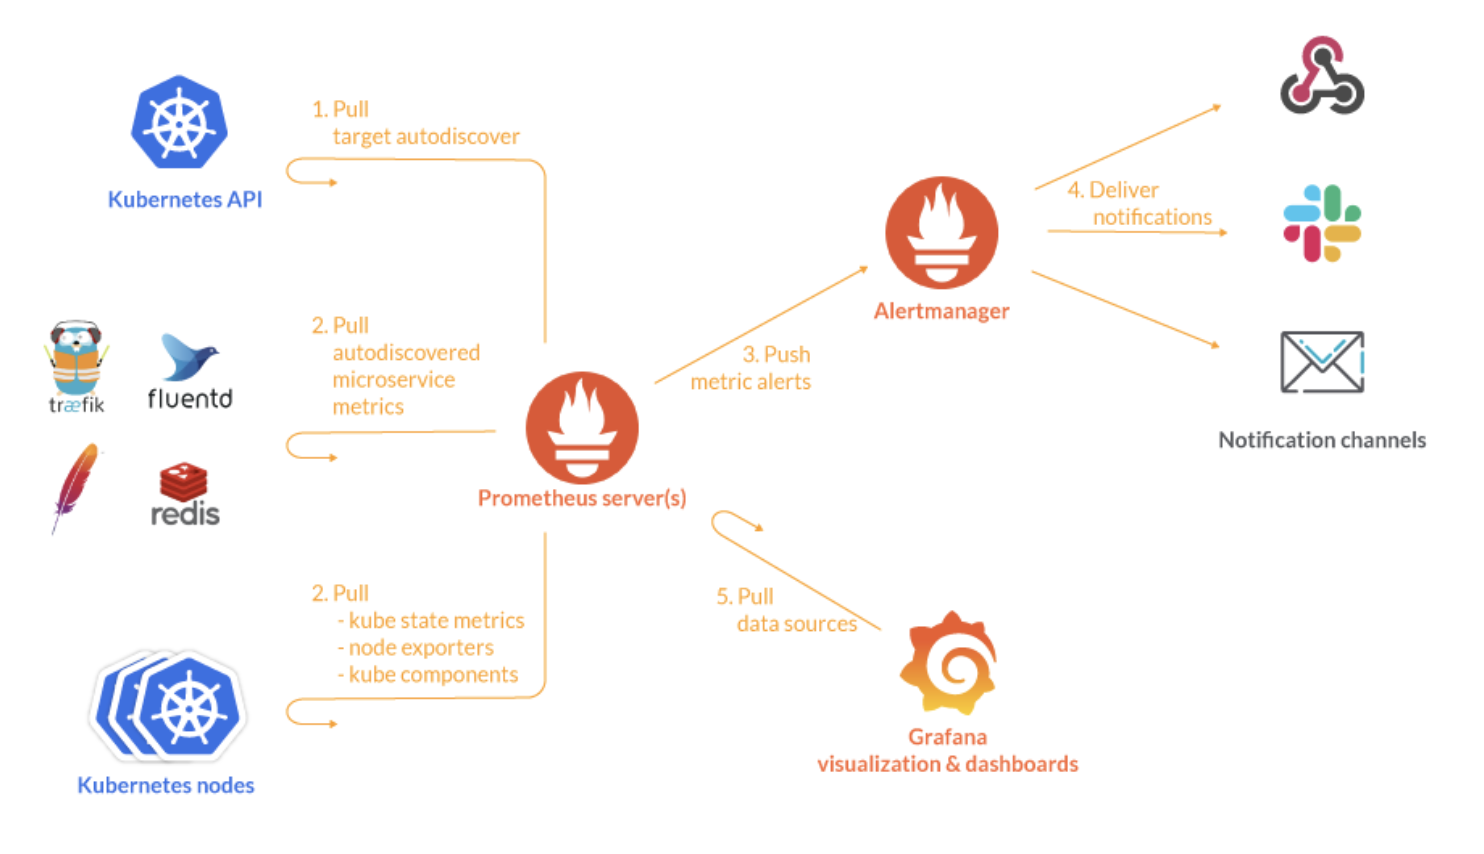 1. Pull
target autodiscover
Kubernetes API
2. Pull
autodiscovered
microservice
metrics
træfik
fluentd
redis
Prometheus server(s)
2. Pull
- kube state metrics
- node exporters
- kube components
Kubernetes nodes
3. Push
metric alerts
Alertmanager
4. Deliver
notifications
Notification channels
5. Pull
data sources
Grafana
visualization & dashboards